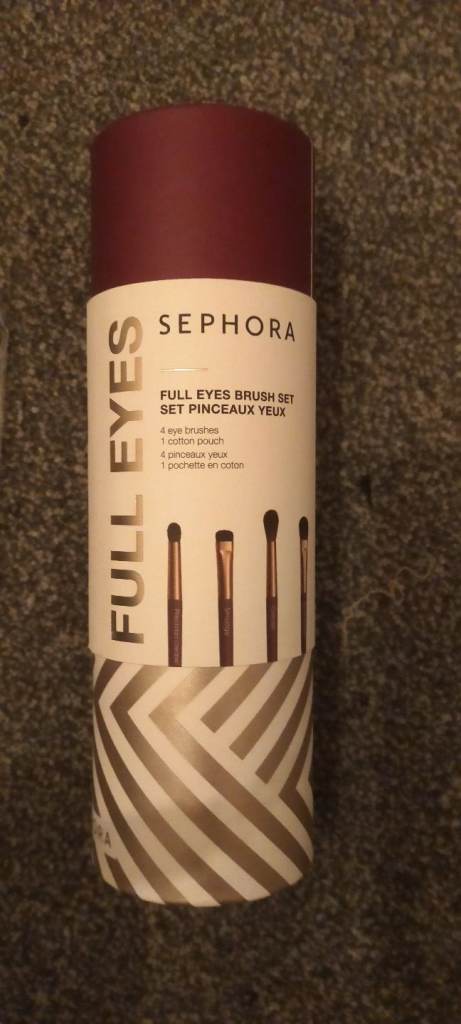 FULL EYES
SEPHORA
FULL EYES BRUSH SET
SET PINCEAUX YEUX
4 eye brushes
1 cotton pouch
4 pinceaux yeux
1 pochette en coton
Smudge